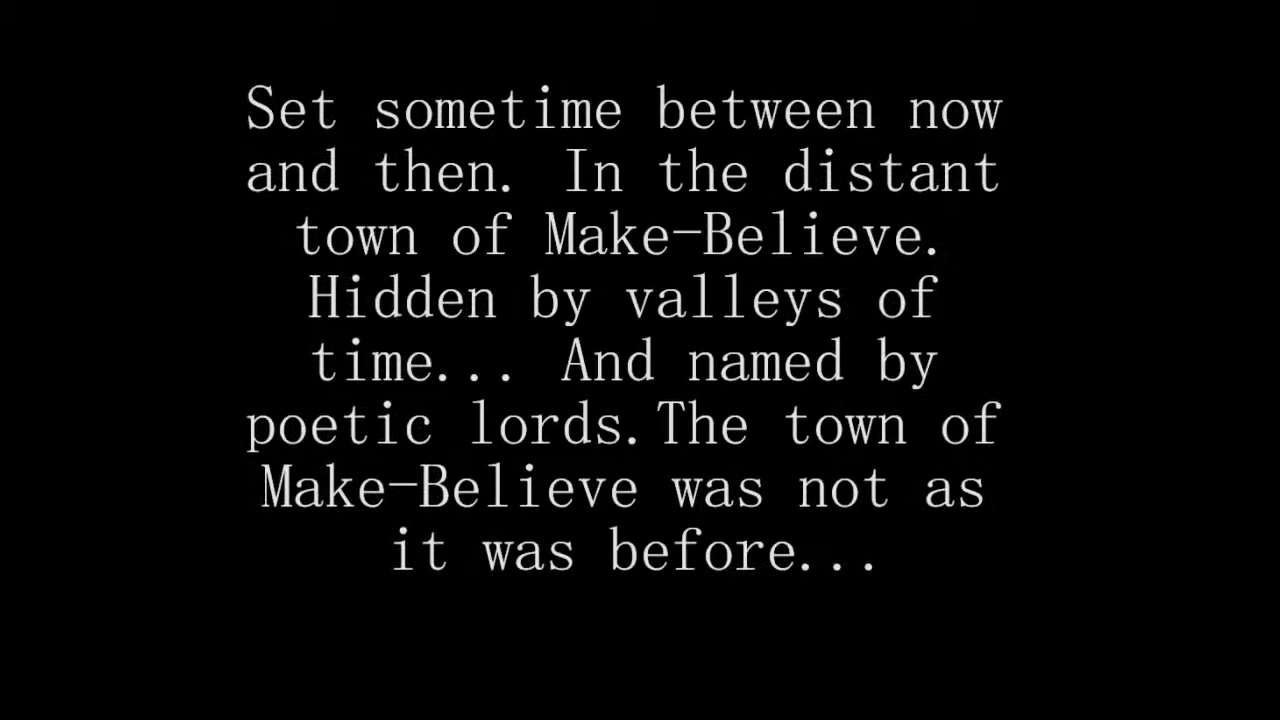 Set sometime between now
and then. In the distant
town of Make-Believe.
Hidden by valleys of
time... And named by
poetic lords.The town of
Make-Believe was not as
it was before...